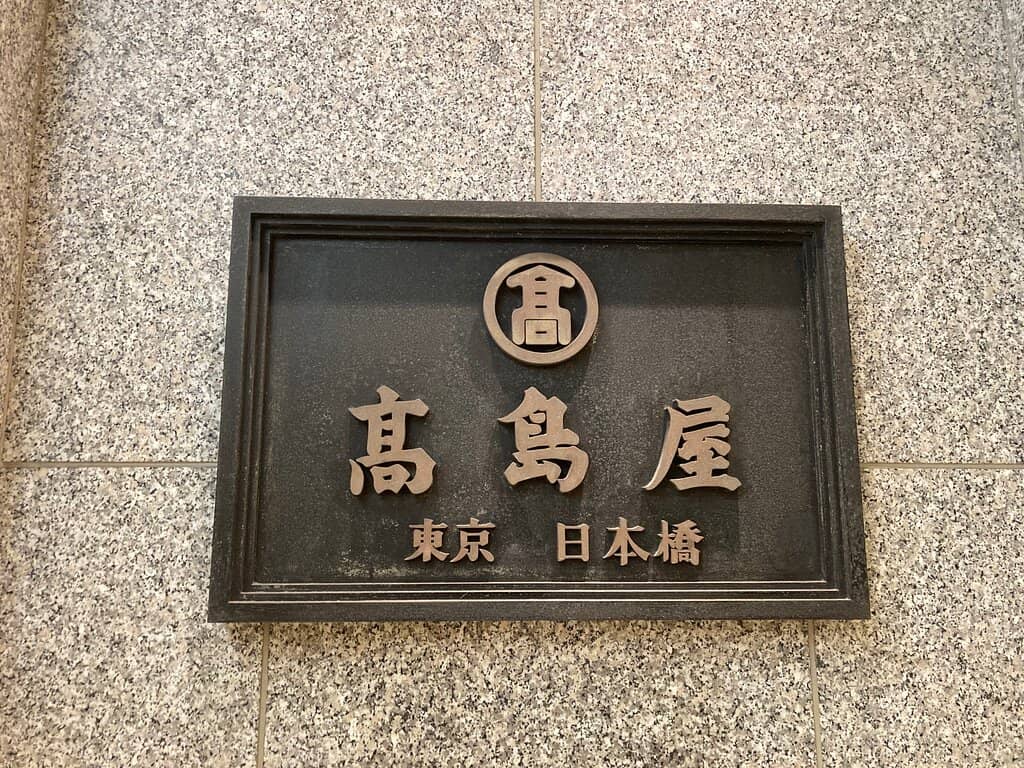 髙
髙島屋
東京 日本橋